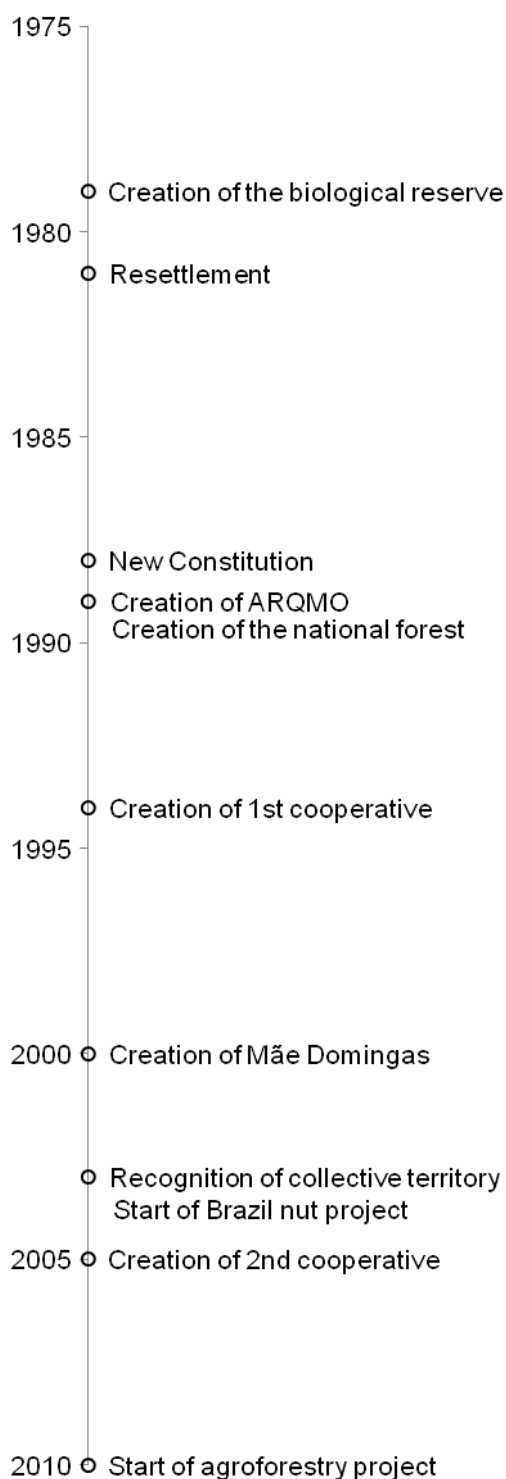 1975
Creation of the biological reserve
1980
Resettlement
1985
New Constitution
Creation of ARQMO
Creation of the national forest
1990
Creation of 1st cooperative
1995
2000 Creation of Mãe Domingas
Recognition of collective territory
Start of Brazil nut project
2005 Creation of 2nd cooperative
2010 Start of agroforestry project